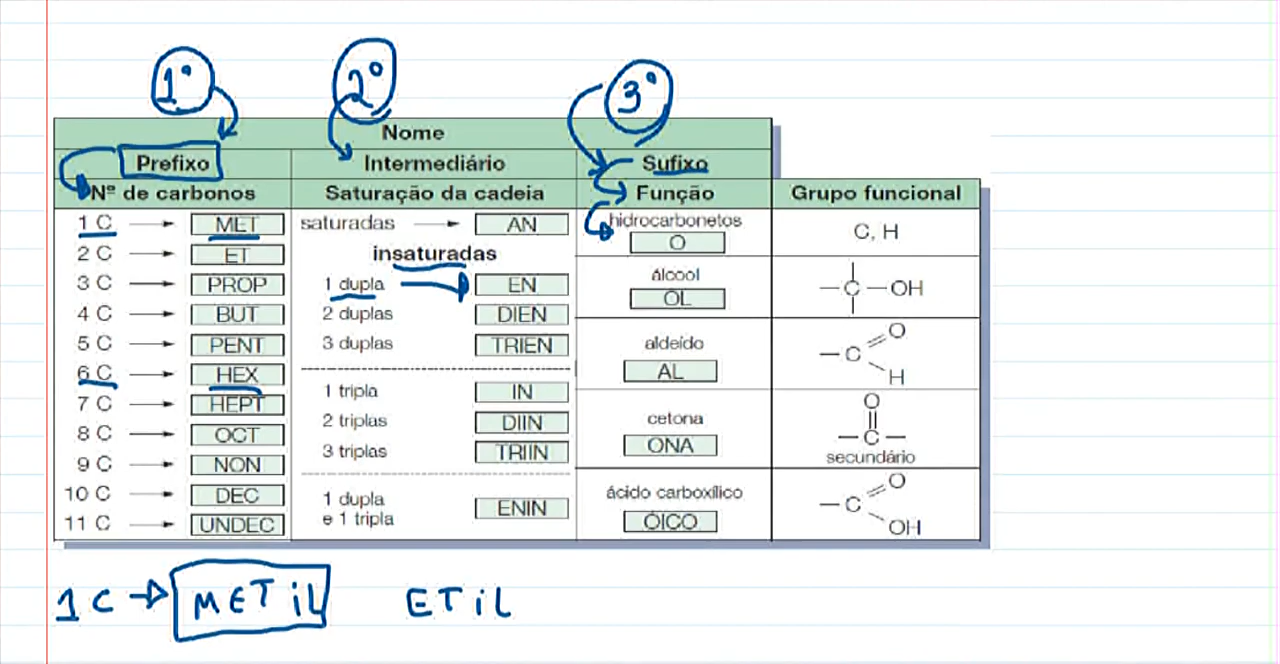 1º 2º 3º
Nome
Prefixo Intermediário Sufixo
Nº de carbonos Saturação da cadeia Função Grupo funcional
1 C MET saturadas AN hidrocarbonetos O C, H
2 C ET insaturadas
3 C PROP 1 dupla EN álcool OL —C—OH
4 C BUT 2 duplas DIEN
5 C PENT 3 duplas TRIEN aldeído AL —C O H
6 C HEX
7 C HEPT 1 tripla IN
8 C OCT 2 triplas DIIN cetona ONA O —C— secundário
9 C NON 3 triplas TRIIN
10 C DEC 1 dupla e 1 tripla ENIN ácido carboxílico ÓICO —C O OH
11 C UNDEC
1C METiL ETiL